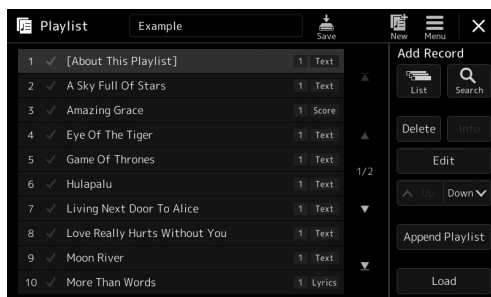 Playlist Example Save New Menu
Add Record
1 [About This Playlist] 1 Text
2 A Sky Full Of Stars 1 Text
3 Amazing Grace 1 Score
4 Eye Of The Tiger 1 Text
5 Game Of Thrones 1 Text
6 Hulapalu 1 Text
7 Living Next Door To Alice 1 Text
8 Love Really Hurts Without You 1 Text
9 Moon River 1 Text
10 More Than Words 1 Lyrics
1/2
List Search
Delete Info
Edit
Up Down
Append Playlist
Load